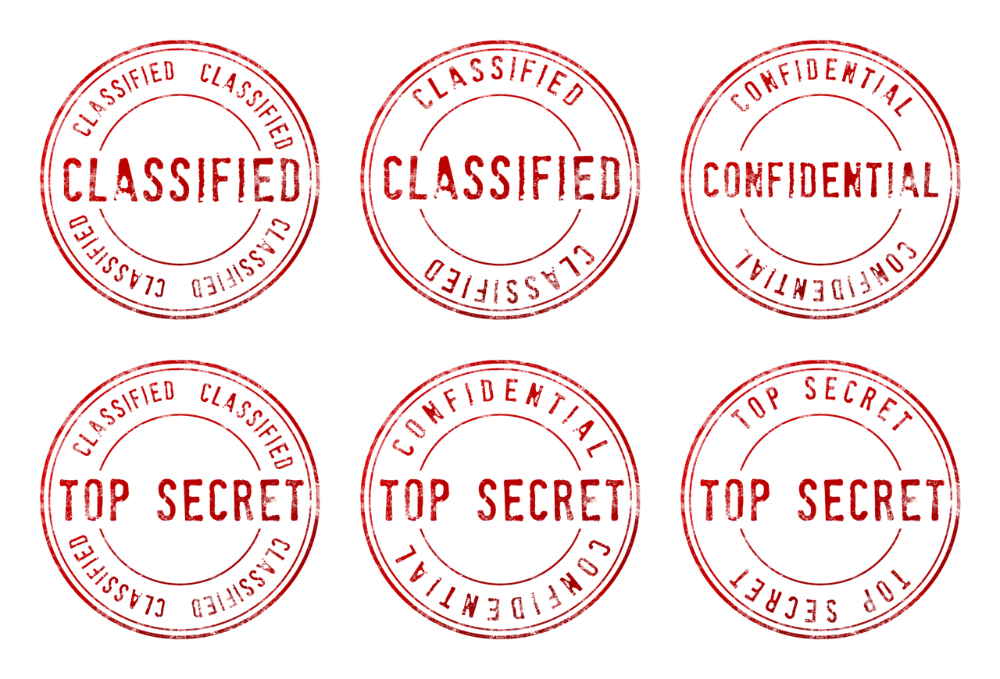 CLASSIFIED CLASSIFIED
CLASSIFIED
CLASSIFIED CLASSIFIED
CLASSIFIED
CLASSIFIED
CLASSIFIED
CONFIDENTIAL
CONFIDENTIAL
CONFIDENTIAL
CLASSIFIED CLASSIFIED
TOP SECRET
CLASSIFIED CLASSIFIED
CONFIDENTIAL
TOP SECRET
CONFIDENTIAL
TOP SECRET
TOP SECRET
TOP SECRET